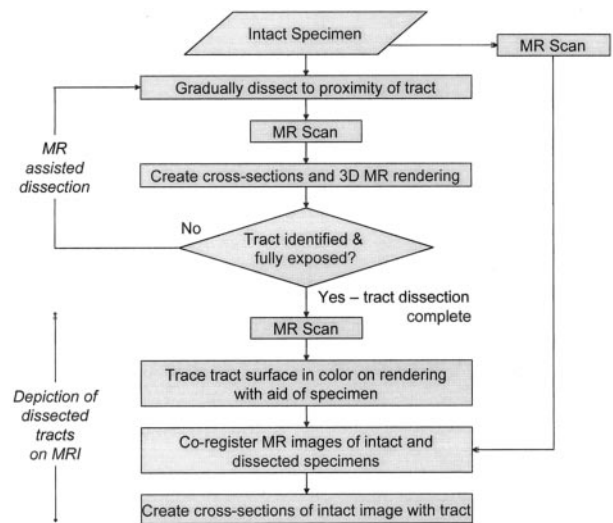 Intact Specimen
MR Scan
Gradually dissect to proximity of tract
MR
assisted
dissection
MR Scan
Create cross-sections and 3D MR rendering
No
Tract identified &
fully exposed?
Yes – tract dissection
complete
MR Scan
Depiction of
dissected
tracts
on MRI
Trace tract surface in color on rendering
with aid of specimen
Co-register MR images of intact and
dissected specimens
Create cross-sections of intact image with tract